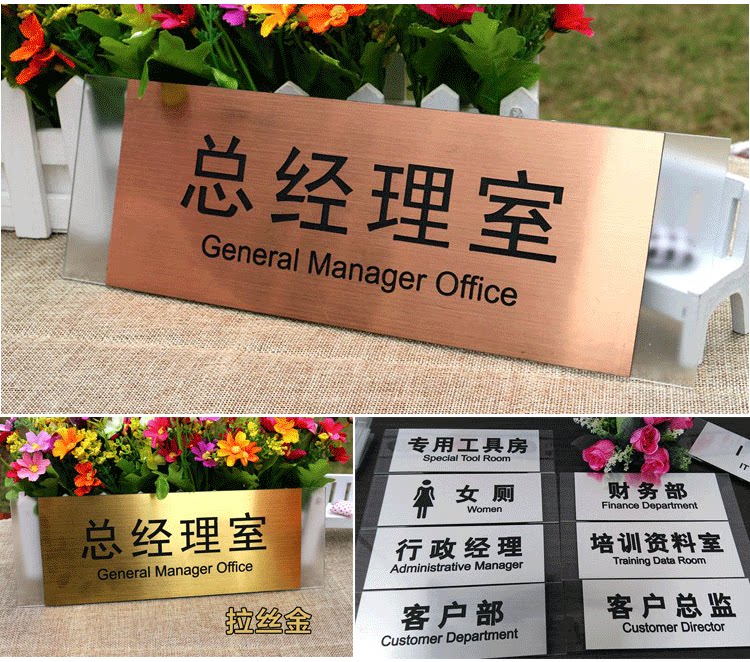 总经理室
General Manager Office
总经理室
General Manager Office
拉丝金
专用工具房
Special Tool Room
女厕
Women
行政经理
Administrative Manager
客户部
Customer Department
财务部
Finance Department
培训资料室
Training Data Room
客户总监
Customer Director